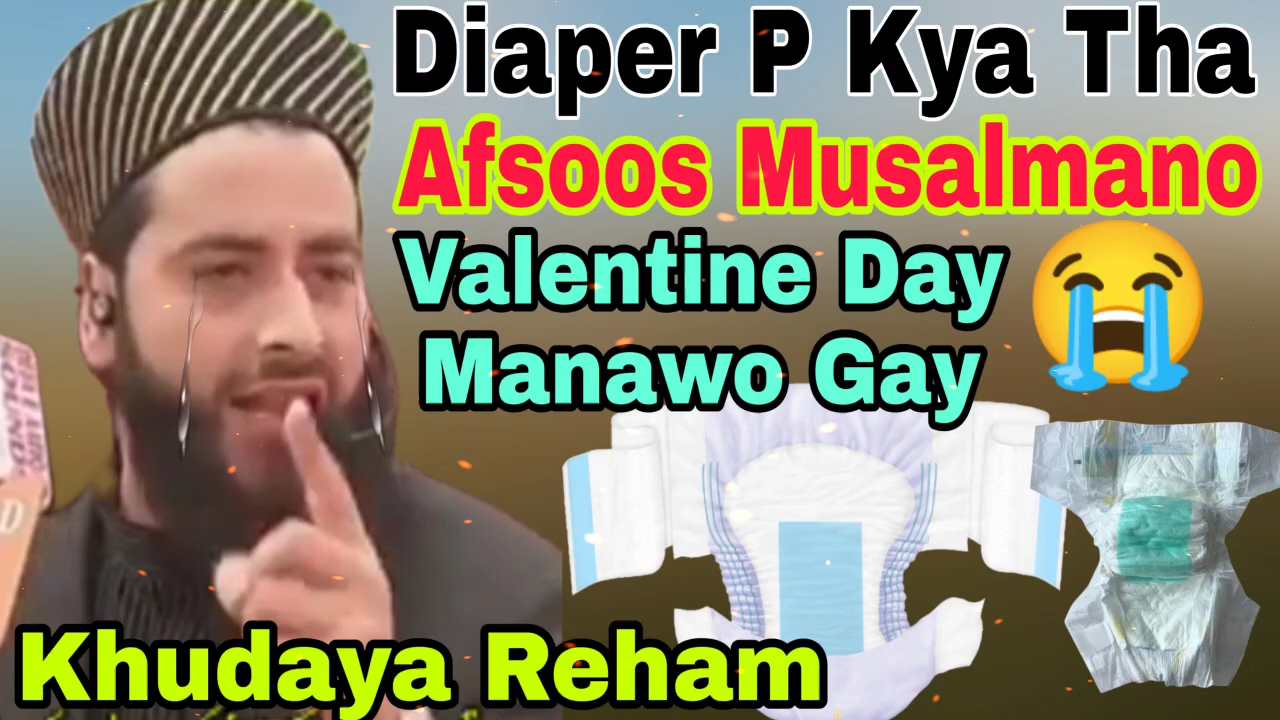 Diaper P Kya Tha
Afsoos Musalmano
Valentine Day
Manawo Gay
Khudaya Reham